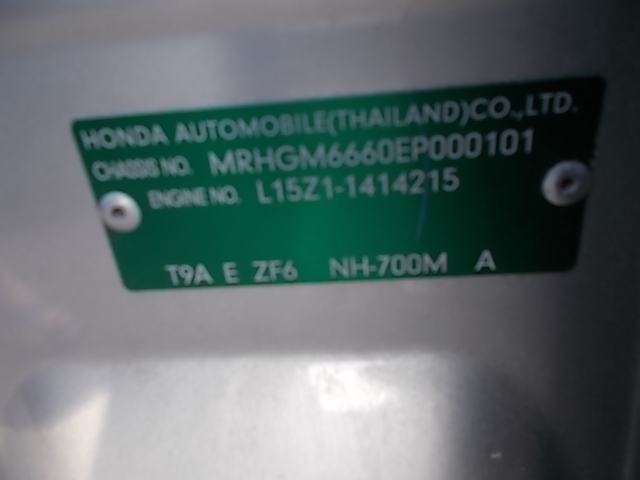 HONDA AUTOMOBILE(THAILAND)CO.,LTD.
CHASSIS NO. MRHGM6660EP000101
ENGINE NO. L15Z1-1414215
T9A E ZF6 NH-700M A